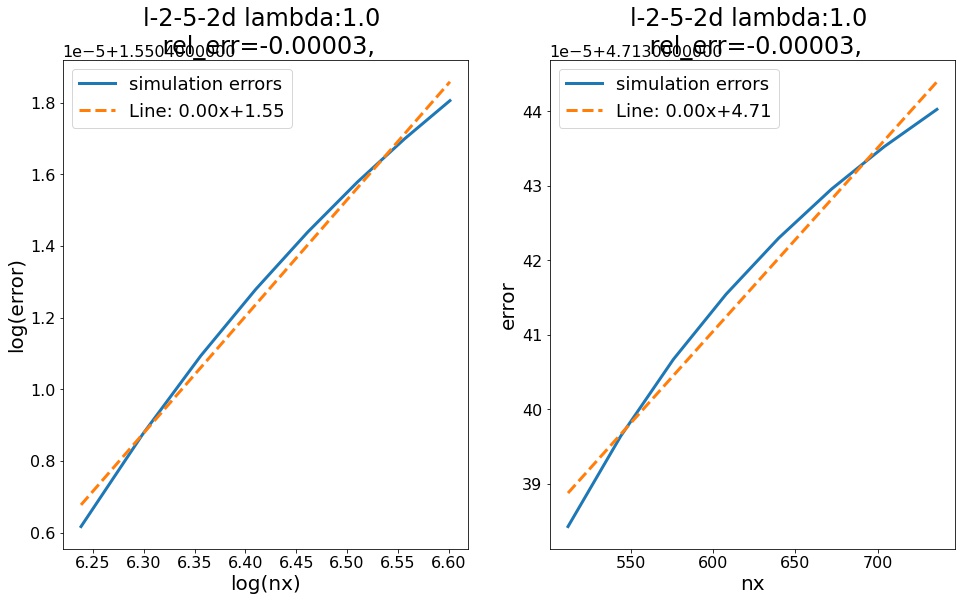 l-2-5-2d lambda:1.0
rel_err=-0.00003,
1e−5+1.5504000000
simulation errors
Line: 0.00x+1.55
log(error)
1.8
1.6
1.4
1.2
1.0
0.8
0.6
6.25 6.30 6.35 6.40 6.45 6.50 6.55 6.60
log(nx)
l-2-5-2d lambda:1.0
rel_err=-0.00003,
1e−5+4.7130000000
simulation errors
Line: 0.00x+4.71
error
44
43
42
41
40
39
550 600 650 700
nx